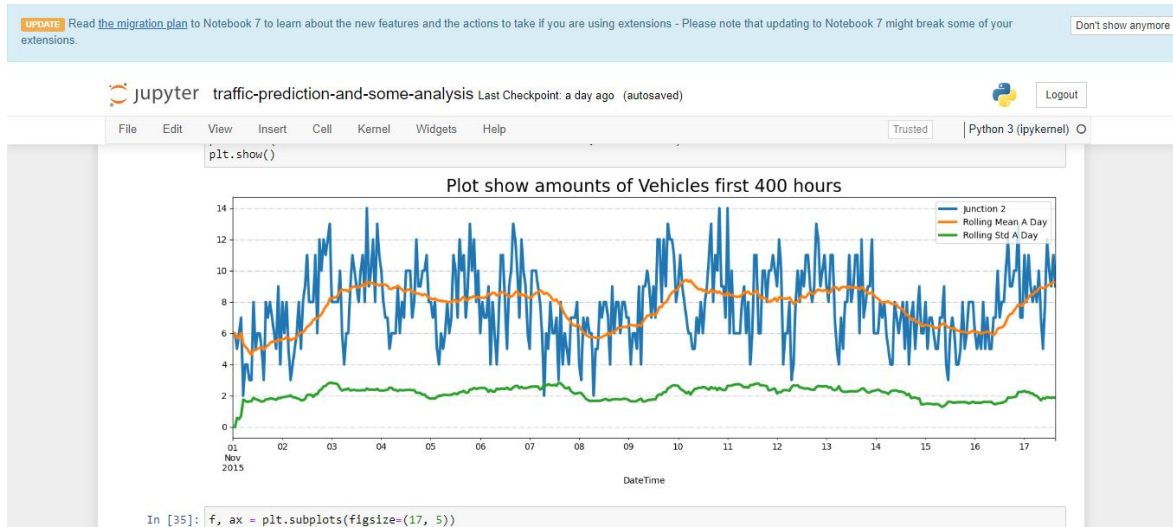 UPDATE Read the migration plan to Notebook 7 to learn about the new features and the actions to take if you are using extensions - Please note that updating to Notebook 7 might break some of your
extensions.
Don't show anymore
jupyter traffic-prediction-and-some-analysis Last Checkpoint: a day ago (autosaved)
Logout
File Edit View Insert Cell Kernel Widgets Help
Trusted
Python 3 (ipykernel)
plt.show()
Plot show amounts of Vehicles first 400 hours
Junction 2
Rolling Mean A Day
Rolling Std A Day
14
12
10
8
6
4
2
0
01 02 03 04 05 06 07 08 09 10 11 12 13 14 15 16 17
Nov
2015
DateTime
In [35]: f, ax = plt.subplots(figsize=(17, 5))